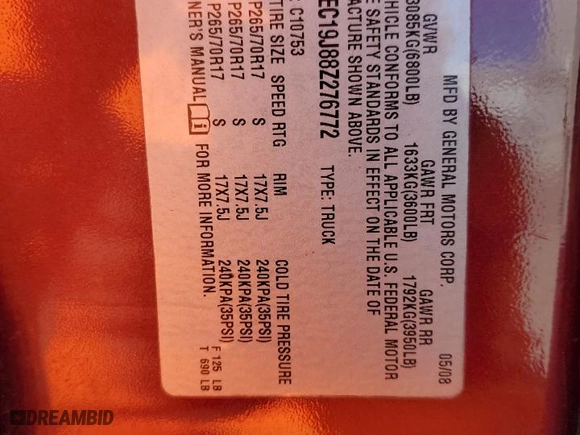 MFD BY GENERAL MOTORS CORP. 05/08
GVWR GAWR FRT GAWR RR
3085KG(6800LB) 1633KG(3600LB) 1792KG(3950LB)
VEHICLE CONFORMS TO ALL APPLICABLE U.S. FEDERAL MOTOR
E SAFETY STANDARDS IN EFFECT ON THE DATE OF
FACTURE SHOWN ABOVE.
EC19J88Z276772 TYPE: TRUCK
C10753
TIRE SIZE SPEED RTG RIM COLD TIRE PRESSURE
P265/70R17 S 17X7.5J 240KPA(35PSI)
P265/70R17 S 17X7.5J 240KPA(35PSI)
P265/70R17 S 17X7.5J 240KPA(35PSI)
NER'S MANUAL FOR MORE INFORMATION.
F 125 LB
T 690 LB
DREAMBID